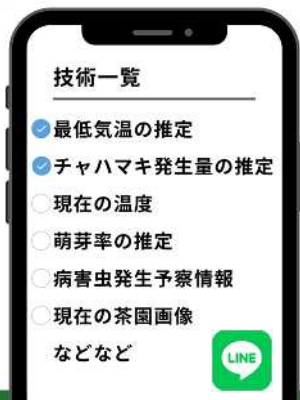 技術一覧
最低気温の推定
チャハマキ発生量の推定
現在の温度
萌芽率の推定
病害虫発生予察情報
現在の茶園画像
などなど
LINE